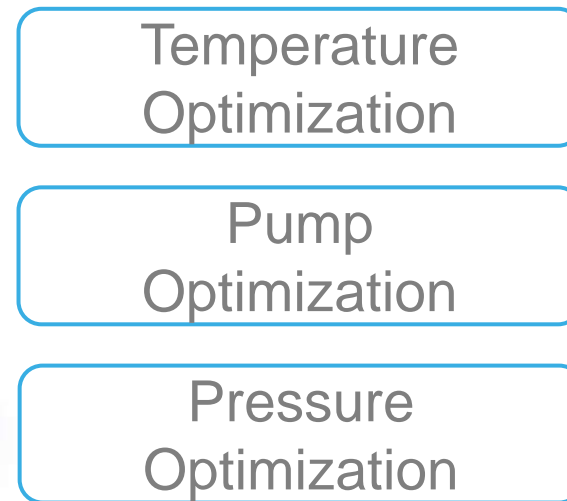 Temperature
Optimization
Pump
Optimization
Pressure
Optimization